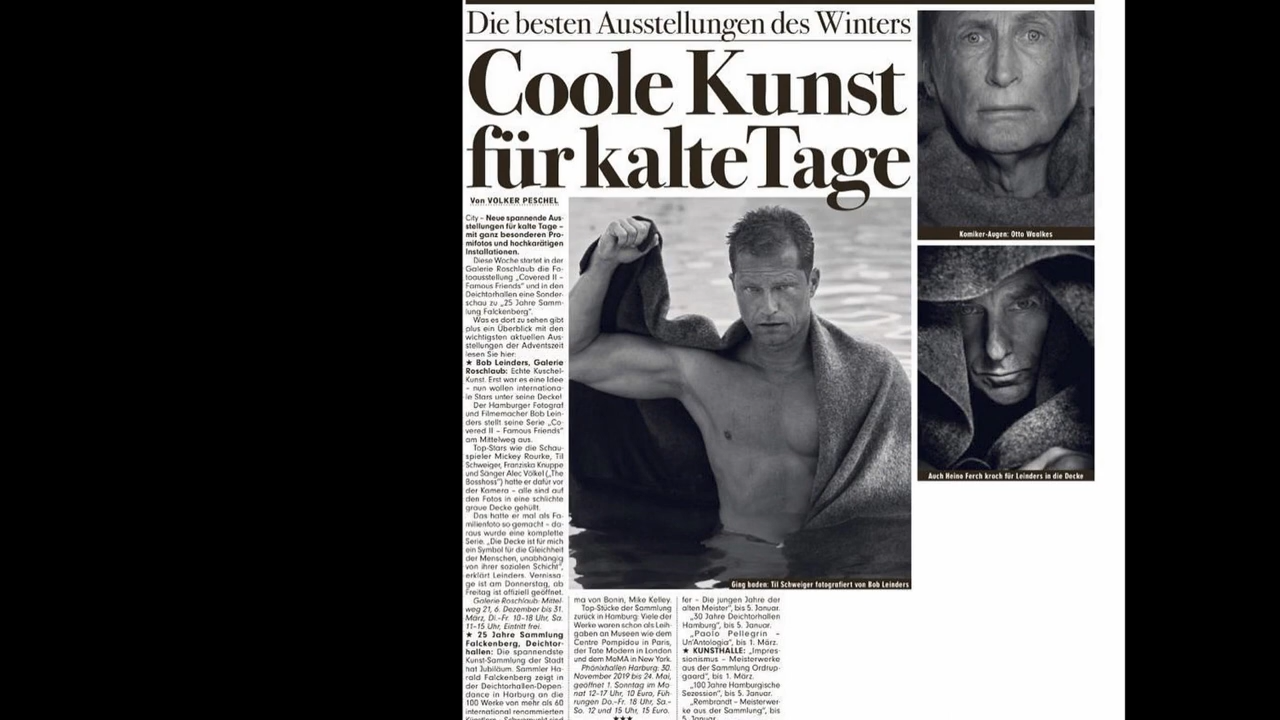 Die besten Ausstellungen des Winters
Coole Kunst
für kalte Tage
Von VOLKER PESCHEL
City – Neue spannende Aus-
stellungen für kalte Tage –
mit ganz besonderen Pro-
mifotos und hochkarätigen
Installationen.
Diese Woche startet in der
Galerie Roschlaub die Fo-
toausstellung „Covered II –
Famous Friends“ und in den
Deichtorhallen eine Sonder-
schau zu „25 Jahre Samm-
lung Falckenberg“.
Was es dort zu sehen gibt
plus ein Überblick mit den
wichtigsten aktuellen Aus-
stellungen der Adventszeit
lesen Sie hier:
★ Bob Leinders, Galerie
Roschlaub: Echte Kuschel-
Kunst. Erst war es eine Idee
– nun wollen internationa-
le Stars unter seine Decke!
Der Hamburger Fotograf
und Filmemacher Bob Lein-
ders stellt seine Serie „Co-
vered II – Famous Friends“
am Mittelweg aus.
Top-Stars wie die Schau-
spieler Mickey Rourke, Til
Schweiger, Franziska Knuppe
und Sänger Alec Völkel („The
Bosshoss“) hatte er dafür vor
der Kamera – alle sind auf
den Fotos in eine schlichte
graue Decke gehüllt.
Das hatte er mal als Fa-
milienfoto so gemacht – da-
raus wurde eine komplette
Serie. „Die Decke ist für mich
ein Symbol für die Gleichheit
der Menschen, unabhängig
von ihrer sozialen Schicht“,
erklärt Leinders. Vernissa-
ge ist am Donnerstag, ab
Freitag ist offiziell geöffnet.
Galerie Roschlaub: Mittel-
weg 21, 6. Dezember bis 31.
März, Di.-Fr. 10–18 Uhr, Sa.
11–15 Uhr, Eintritt frei.
★ 25 Jahre Sammlung
Falckenberg, Deichtor-
hallen: Die spannendste
Kunst-Sammlung der Stadt
hat Jubiläum. Sammler Ha-
rald Falckenberg zeigt in
der Deichtorhallen-Depen-
dance in Harburg an die
100 Werke von mehr als 60
international renommierten
Ging baden: Til Schweiger fotografiert von Bob Leinders
ma von Bonin, Mike Kelley.
Top-Stücke der Sammlung
zurück in Hamburg: Viele der
Werke waren schon als Leih-
gaben an Museen wie dem
Centre Pompidou in Paris,
der Tate Modern in London
und dem MoMA in New York.
Phönixhallen Harburg: 30.
November 2019 bis 24. Mai,
geöffnet 1. Sonntag im Mo-
nat 12–17 Uhr, 10 Euro, Füh-
rungen Do.-Fr. 18 Uhr, Sa.-
So. 12 und 15 Uhr, 15 Euro.
★★★
fer – Die jungen Jahre der
alten Meister“, bis 5. Januar.
„30 Jahre Deichtorhallen
Hamburg“, bis 5. Januar.
„Paolo Pellegrin –
Un’Antologia“, bis 1. März.
★ KUNSTHALLE: „Impres-
sionismus – Meisterwerke
aus der Sammlung Ordrup-
gaard“, bis 1. März.
„100 Jahre Hamburgische
Sezession“, bis 5. Januar.
„Rembrandt – Meisterwer-
ke aus der Sammlung“, bis
5. Januar.
Komiker-Augen: Otto Waalkes
Auch Heino Ferch kroch für Leinders in die Decke